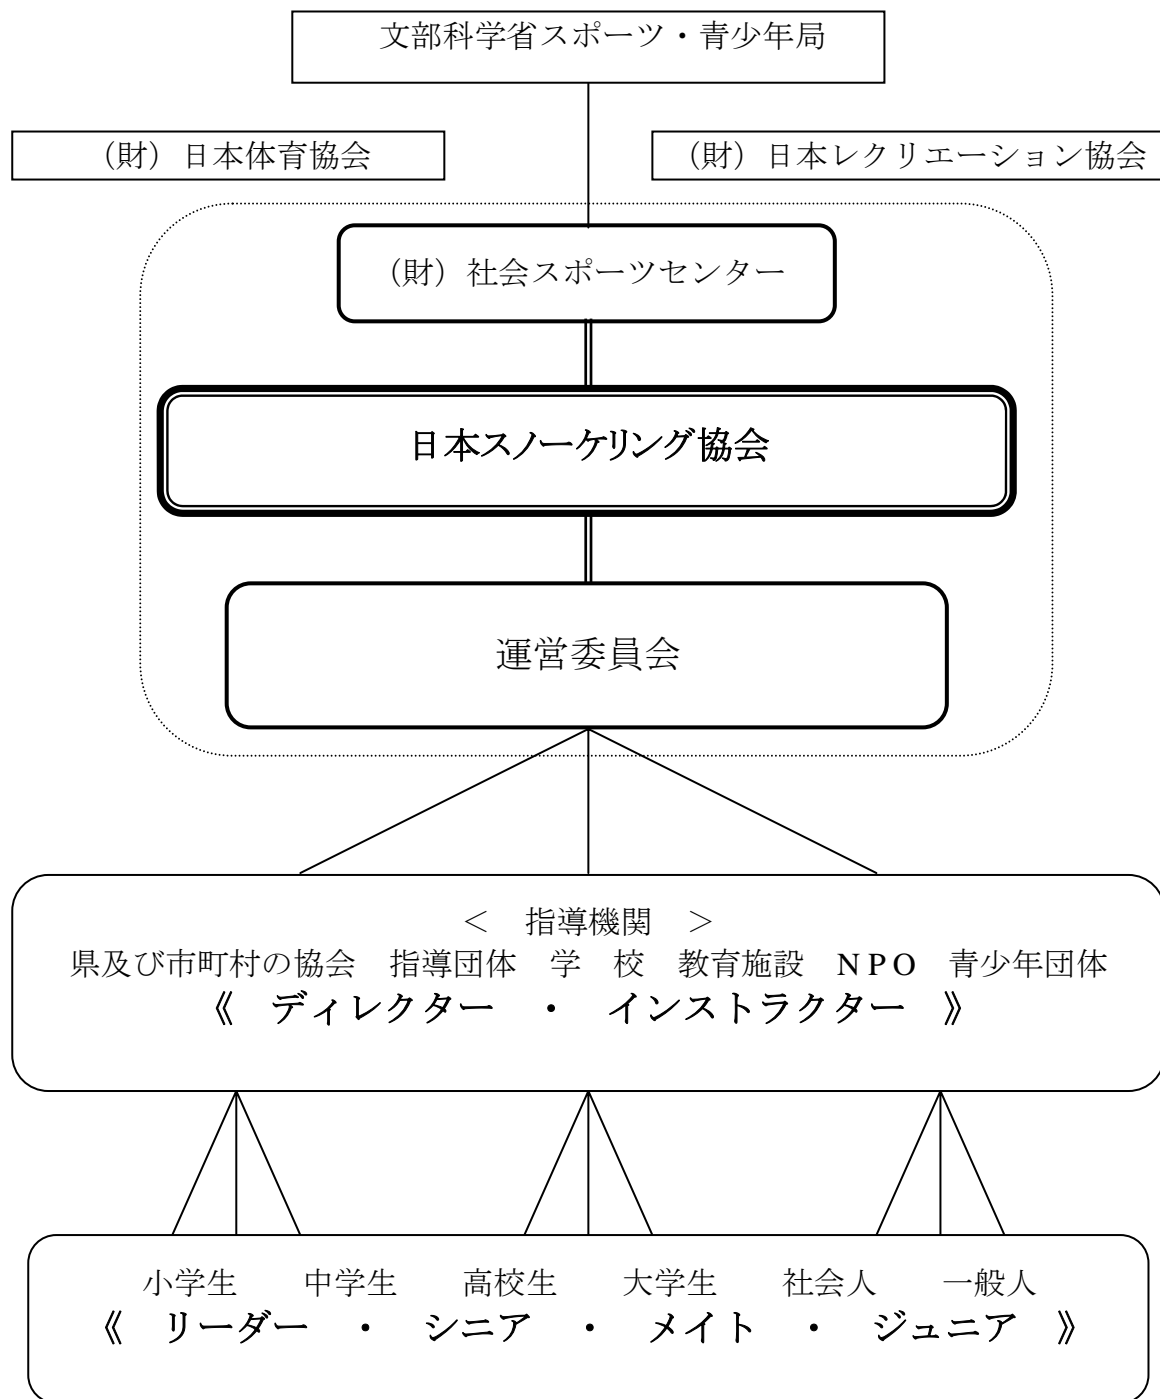 文部科学省スポーツ・青少年局
（財）日本体育協会
（財）日本レクリエーション協会
（財）社会スポーツセンター
日本スノーケリング協会
運営委員会
＜　指導機関　＞
県及び市町村の協会　指導団体　学　校　教育施設　NPO　青少年団体
《　ディレクター　・　インストラクター　》
小学生　　中学生　　高校生　　大学生　　社会人　　一般人
《　リーダー　・　シニア　・　メイト　・　ジュニア　》